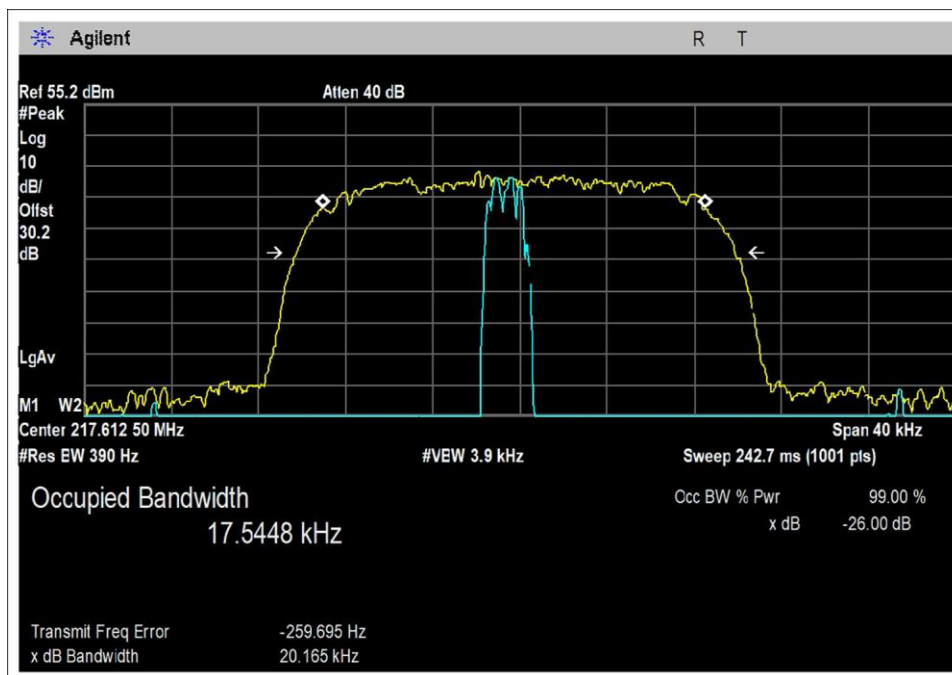 Agilent R T
Ref 55.2 dBm Atten 40 dB
#Peak
Log
10
dB/
Offst
30.2
dB
LgAv
M1 W2
Center 217.612 50 MHz Span 40 kHz
#Res BW 390 Hz #VBW 3.9 kHz Sweep 242.7 ms (1001 pts)
Occupied Bandwidth Occ BW % Pwr 99.00 %
17.5448 kHz x dB -26.00 dB
Transmit Freq Error -259.695 Hz
x dB Bandwidth 20.165 kHz